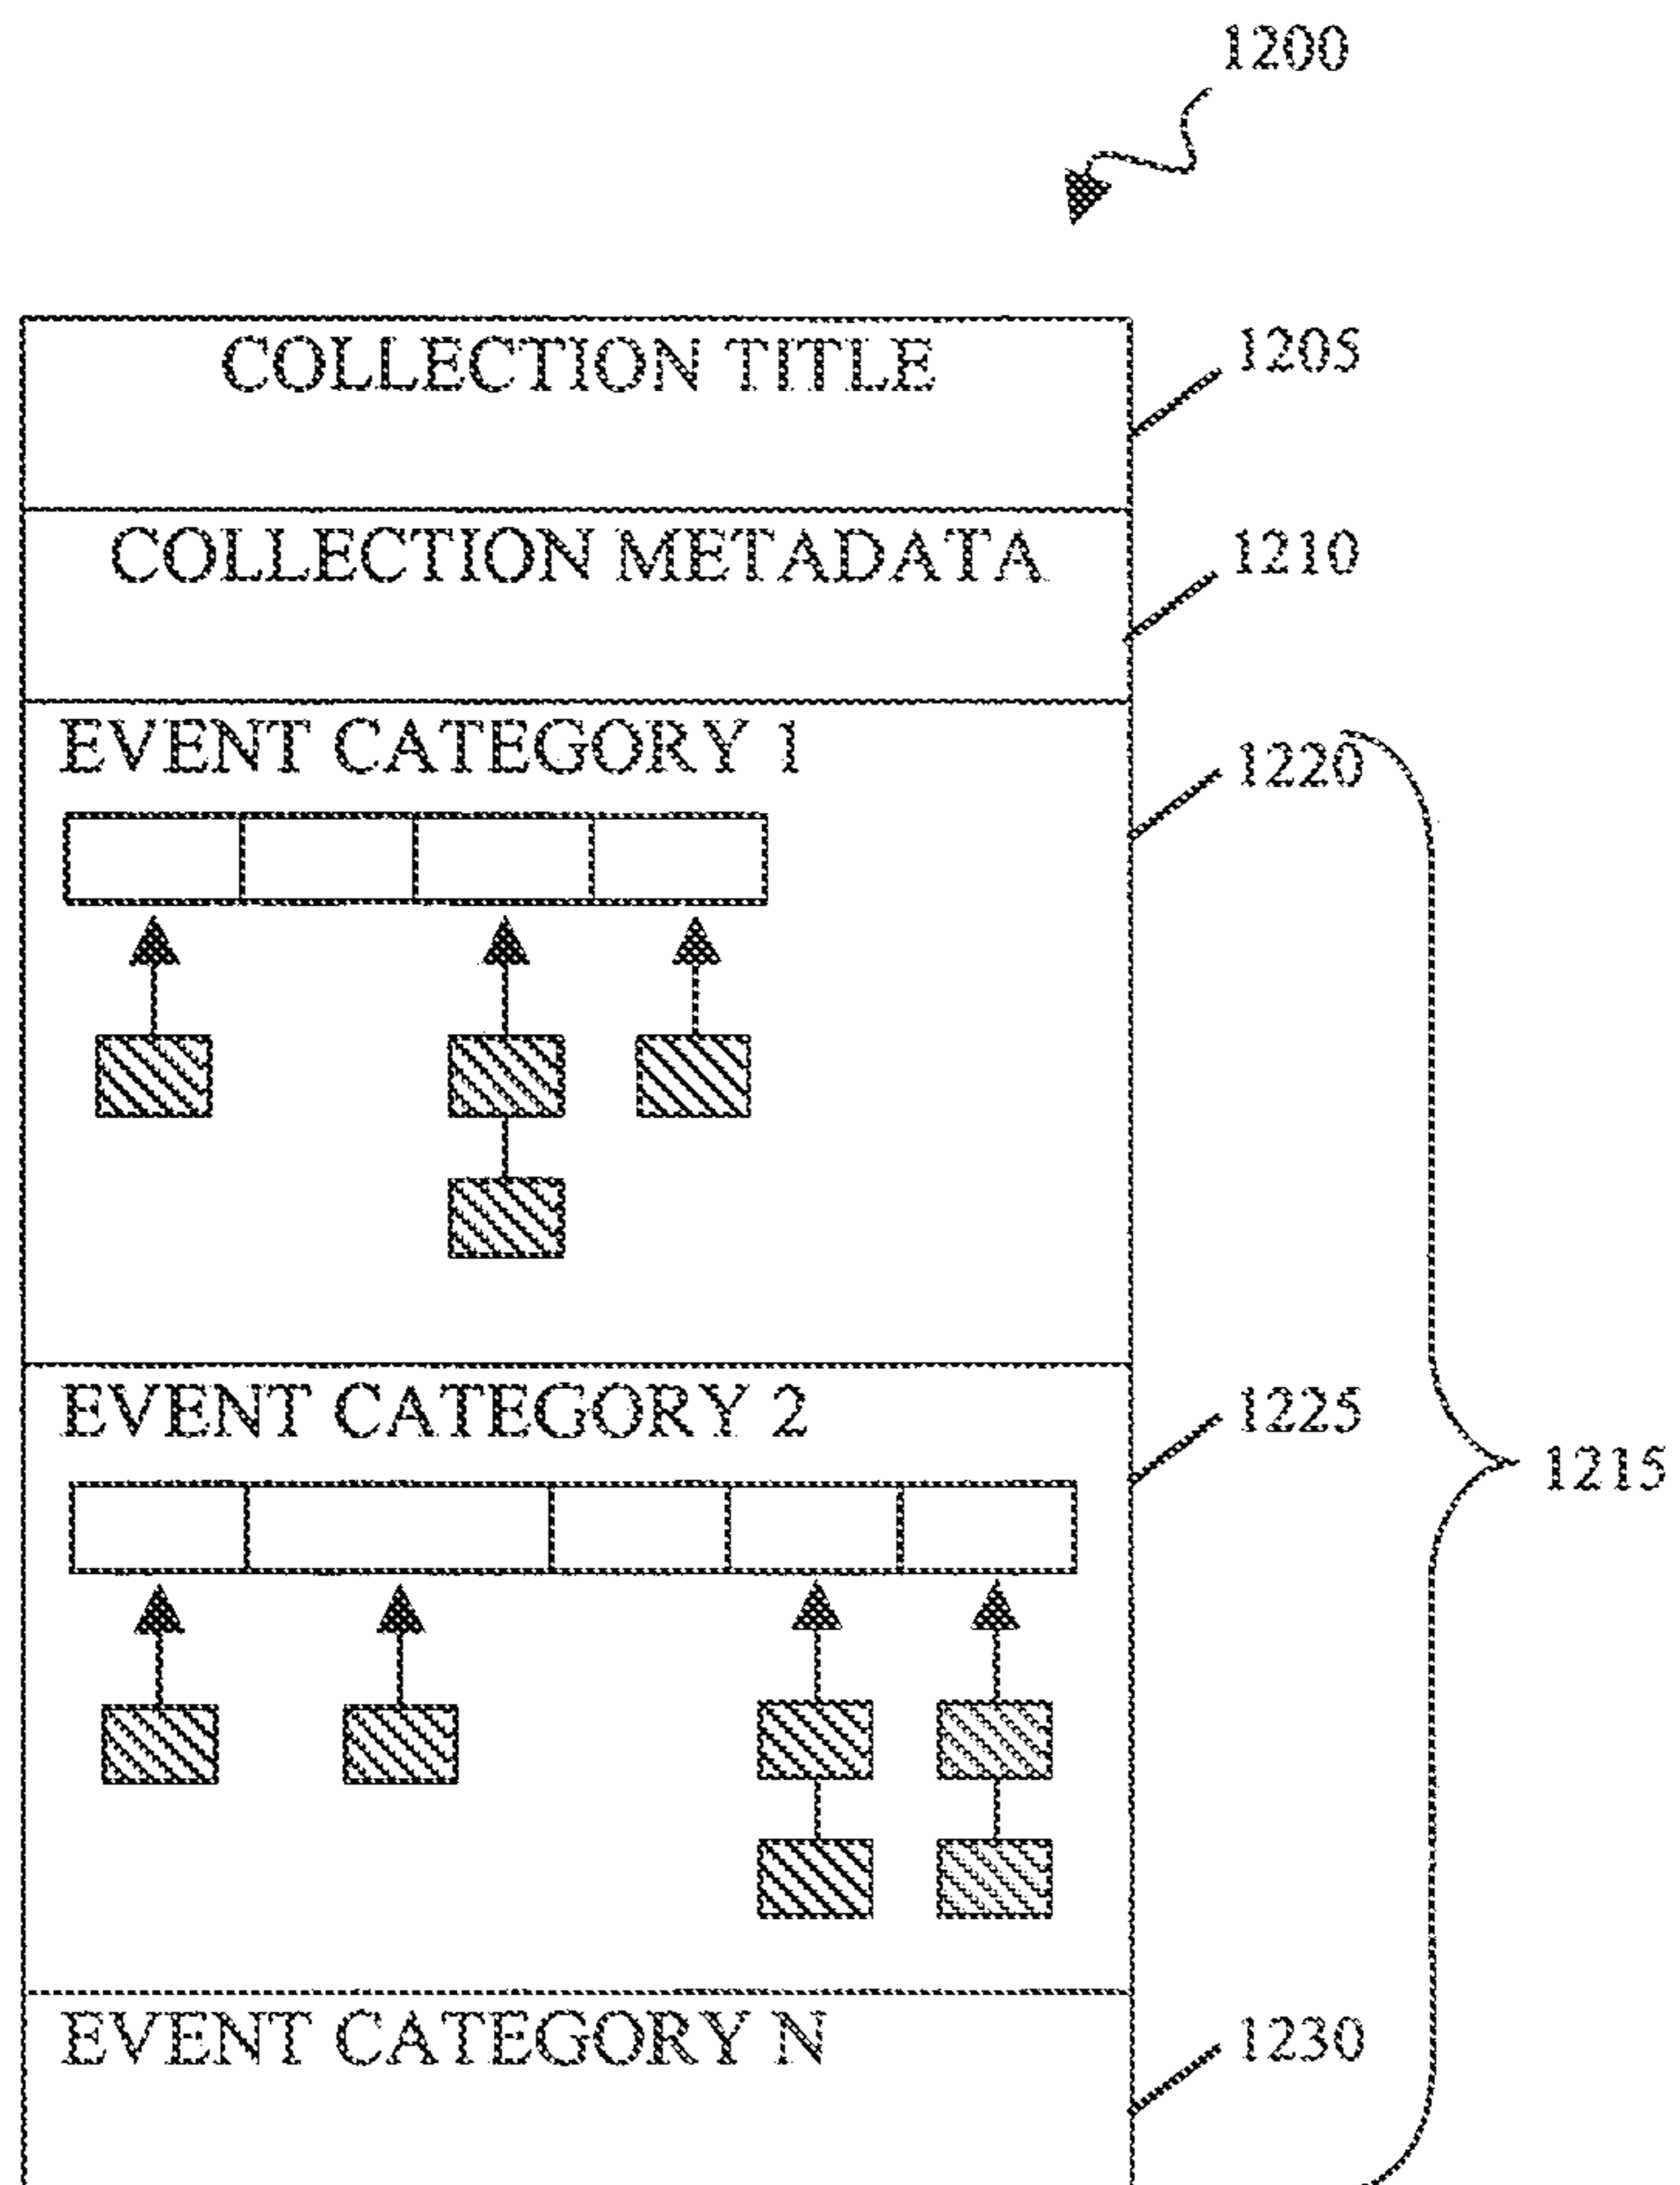 1200
COLLECTION TITLE
1205
COLLECTION METADATA
1210
EVENT CATEGORY 1
1220
EVENT CATEGORY 2
1225
1215
EVENT CATEGORY N
1230